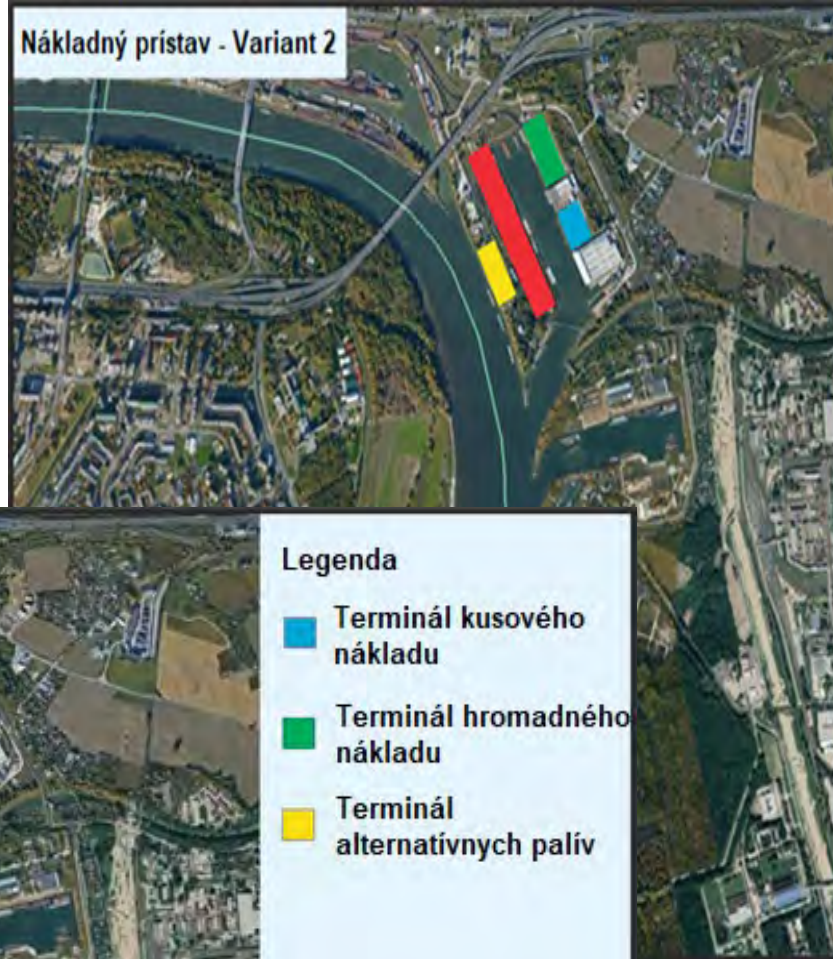 Nákladný prístav - Variant 2
Legenda
Terminál kusového
nákladu
Terminál hromadného
nákladu
Terminál
alternatívnych palív